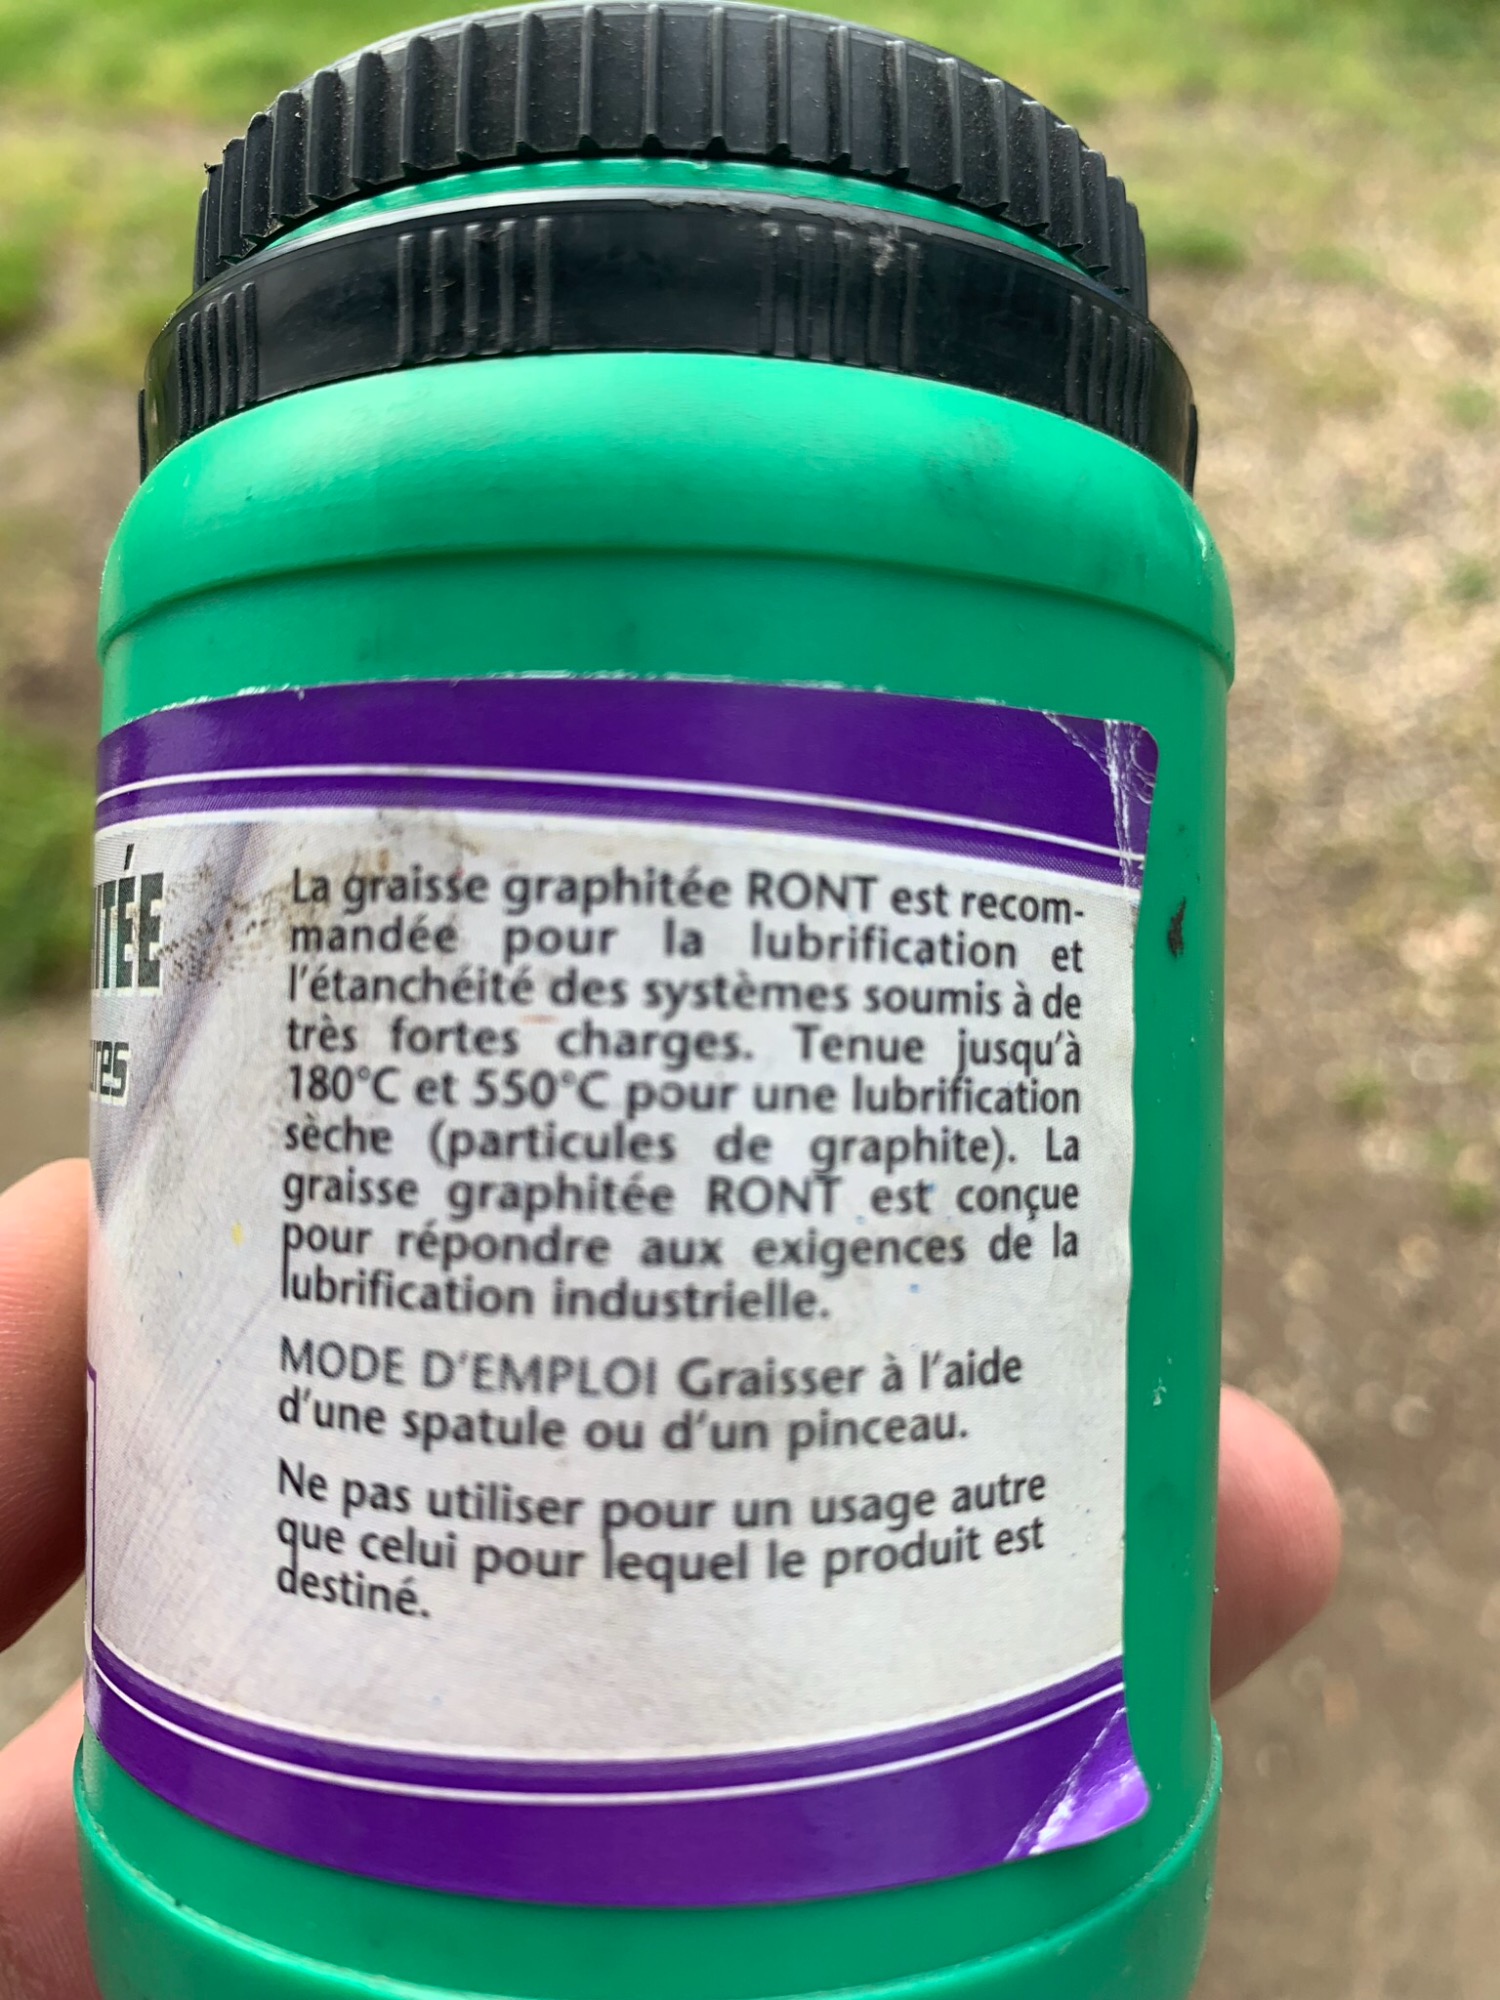 ITÉE
ures
La graisse graphitée RONT est recom-
mandée pour la lubrification et
l'étanchéité des systèmes soumis à de
très fortes charges. Tenue jusqu'à
180°C et 550°C pour une lubrification
sèche (particules de graphite). La
graisse graphitée RONT est conçue
pour répondre aux exigences de la
lubrification industrielle.
MODE D'EMPLOI Graisser à l'aide
d'une spatule ou d'un pinceau.
Ne pas utiliser pour un usage autre
que celui pour lequel le produit est
destiné.